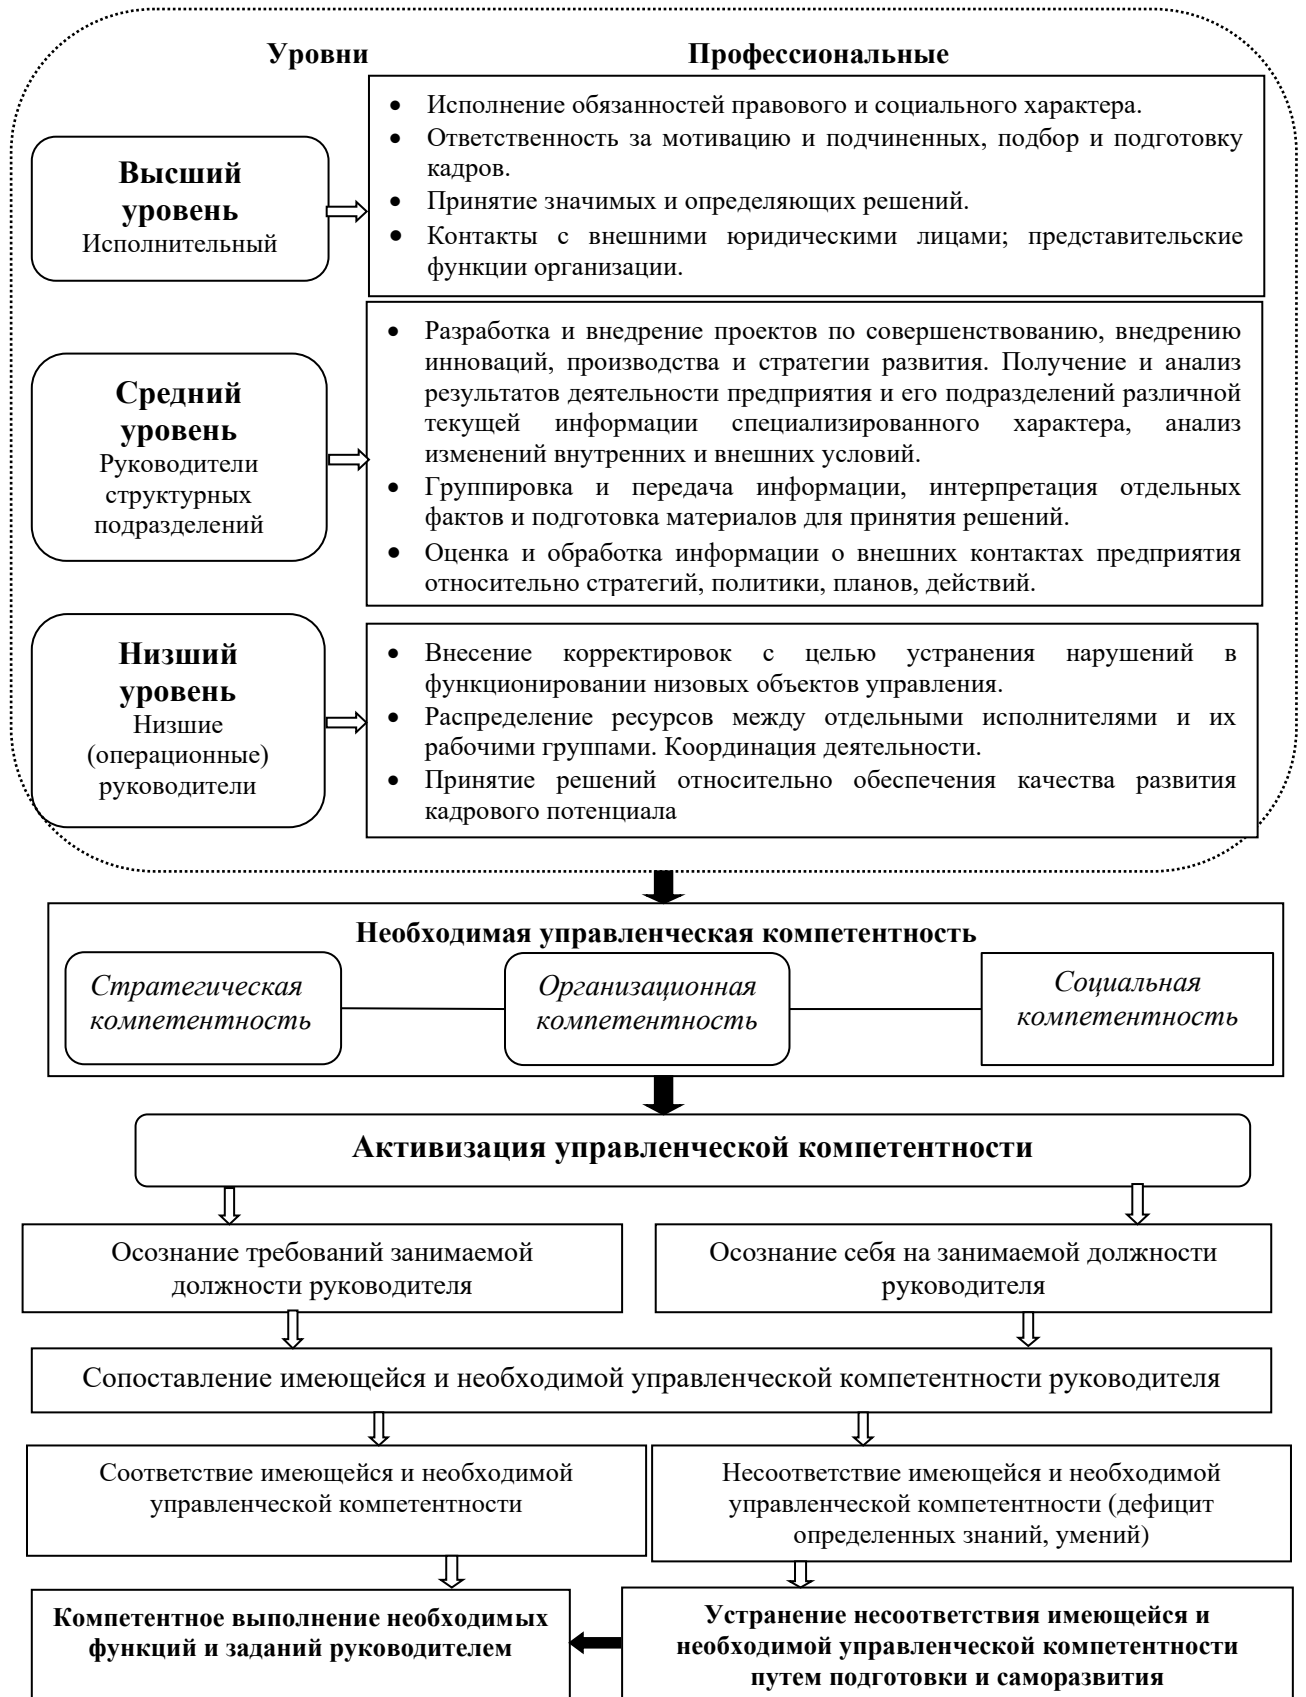 Уровни
Профессиональные
Высший
уровень
Исполнительный
• Исполнение обязанностей правового и социального характера.
• Ответственность за мотивацию и подчиненных, подбор и подготовку
кадров.
• Принятие значимых и определяющих решений.
• Контакты с внешними юридическими лицами; представительские
функции организации.
Средний
уровень
Руководители
структурных
подразделений
• Разработка и внедрение проектов по совершенствованию, внедрению
инноваций, производства и стратегии развития. Получение и анализ
результатов деятельности предприятия и его подразделений различной
текущей информации специализированного характера, анализ
изменений внутренних и внешних условий.
• Группировка и передача информации, интерпретация отдельных
фактов и подготовка материалов для принятия решений.
• Оценка и обработка информации о внешних контактах предприятия
относительно стратегий, политики, планов, действий.
Низший
уровень
Низшие
(операционные)
руководители
• Внесение корректировок с целью устранения нарушений в
функционировании низовых объектов управления.
• Распределение ресурсов между отдельными исполнителями и их
рабочими группами. Координация деятельности.
• Принятие решений относительно обеспечения качества развития
кадрового потенциала
Необходимая управленческая компетентность
Стратегическая
компетентность
Организационная
компетентность
Социальная
компетентность
Активизация управленческой компетентности
Осознание требований занимаемой
должности руководителя
Осознание себя на занимаемой должности
руководителя
Сопоставление имеющейся и необходимой управленческой компетентности руководителя
Соответствие имеющейся и необходимой
управленческой компетентности
Несоответствие имеющейся и необходимой
управленческой компетентности (дефицит
определенных знаний, умений)
Компетентное выполнение необходимых
функций и заданий руководителем
Устранение несоответствия имеющейся и
необходимой управленческой компетентности
путем подготовки и саморазвития